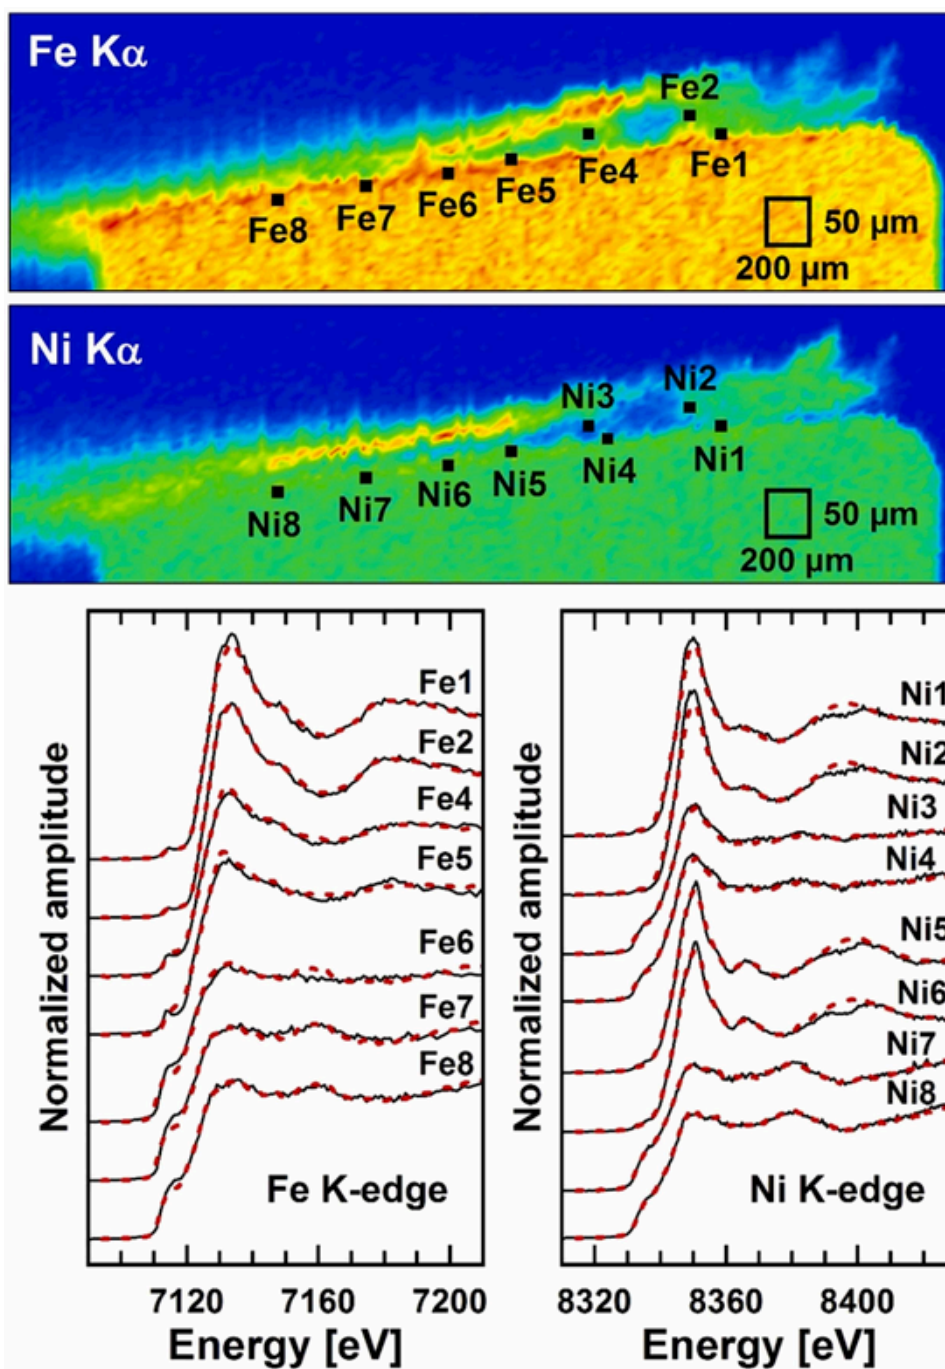 Fe Kα
Fe2
Fe4
Fe1
Fe5
Fe6
Fe7
Fe8
50 μm
200 μm
Ni Kα
Ni2
Ni3
Ni1
Ni4
Ni5
Ni6
Ni7
Ni8
50 μm
200 μm
Normalized amplitude
Fe1
Fe2
Fe4
Fe5
Fe6
Fe7
Fe8
Fe K-edge
7120 7160 7200
Energy [eV]
Normalized amplitude
Ni1
Ni2
Ni3
Ni4
Ni5
Ni6
Ni7
Ni8
Ni K-edge
8320 8360 8400
Energy [eV]